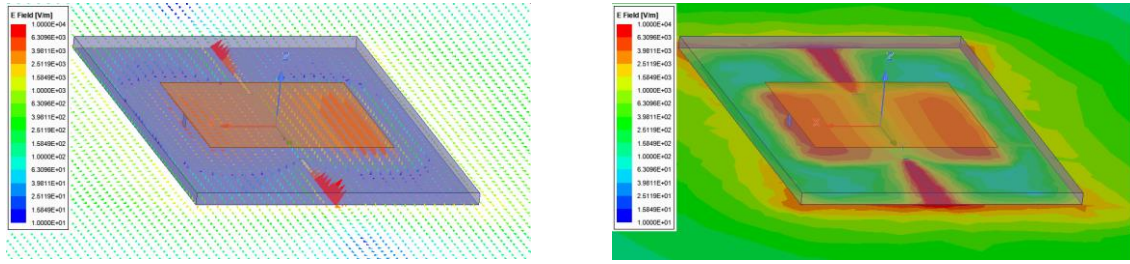 E Field [V/m]
1.0000E+04
6.3096E+03
3.9811E+03
2.5119E+03
1.5849E+03
1.0000E+03
6.3096E+02
3.9811E+02
2.5119E+02
1.5849E+02
1.0000E+02
6.3096E+01
3.9811E+01
2.5119E+01
1.5849E+01
1.0000E+01
E Field [V/m]
1.0000E+04
6.3096E+03
3.9811E+03
2.5119E+03
1.5849E+03
1.0000E+03
6.3096E+02
3.9811E+02
2.5119E+02
1.5849E+02
1.0000E+02
6.3096E+01
3.9811E+01
2.5119E+01
1.5849E+01
1.0000E+01